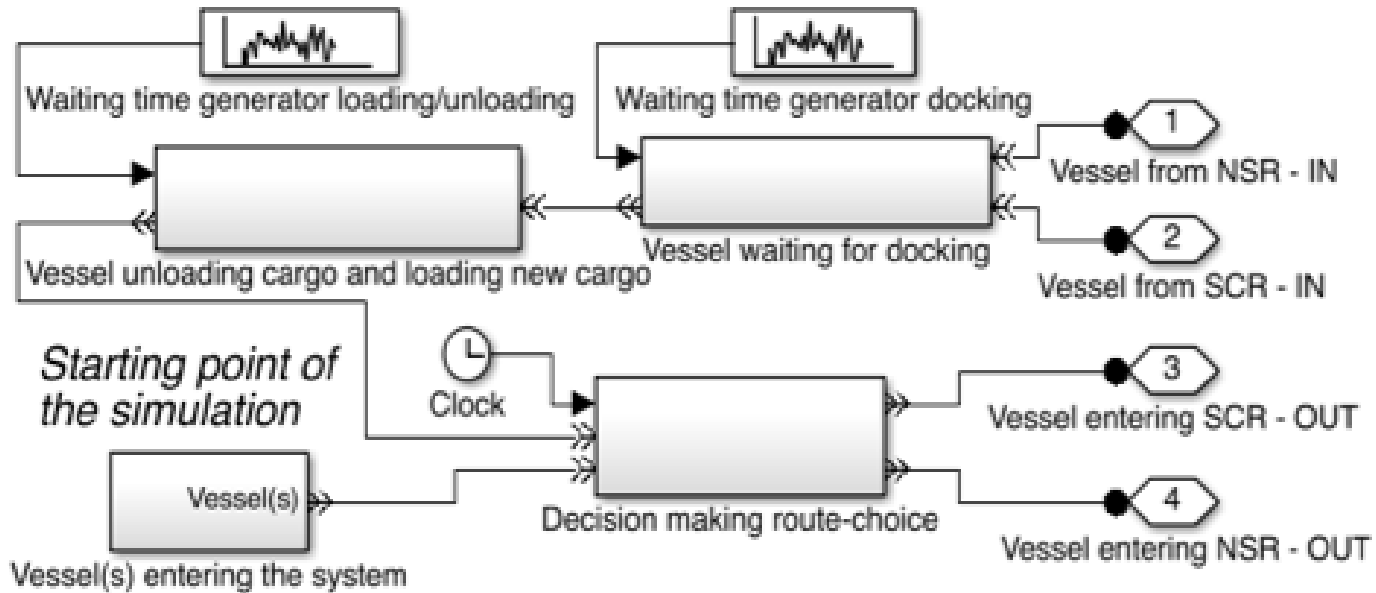 Waiting time generator loading/unloading
Waiting time generator docking
1
Vessel from NSR - IN
2
Vessel waiting for docking
Vessel unloading cargo and loading new cargo
Vessel from SCR - IN
Starting point of
the simulation
Clock
3
Vessel entering SCR - OUT
Vessel(s)
4
Decision making route-choice
Vessel entering NSR - OUT
Vessel(s) entering the system